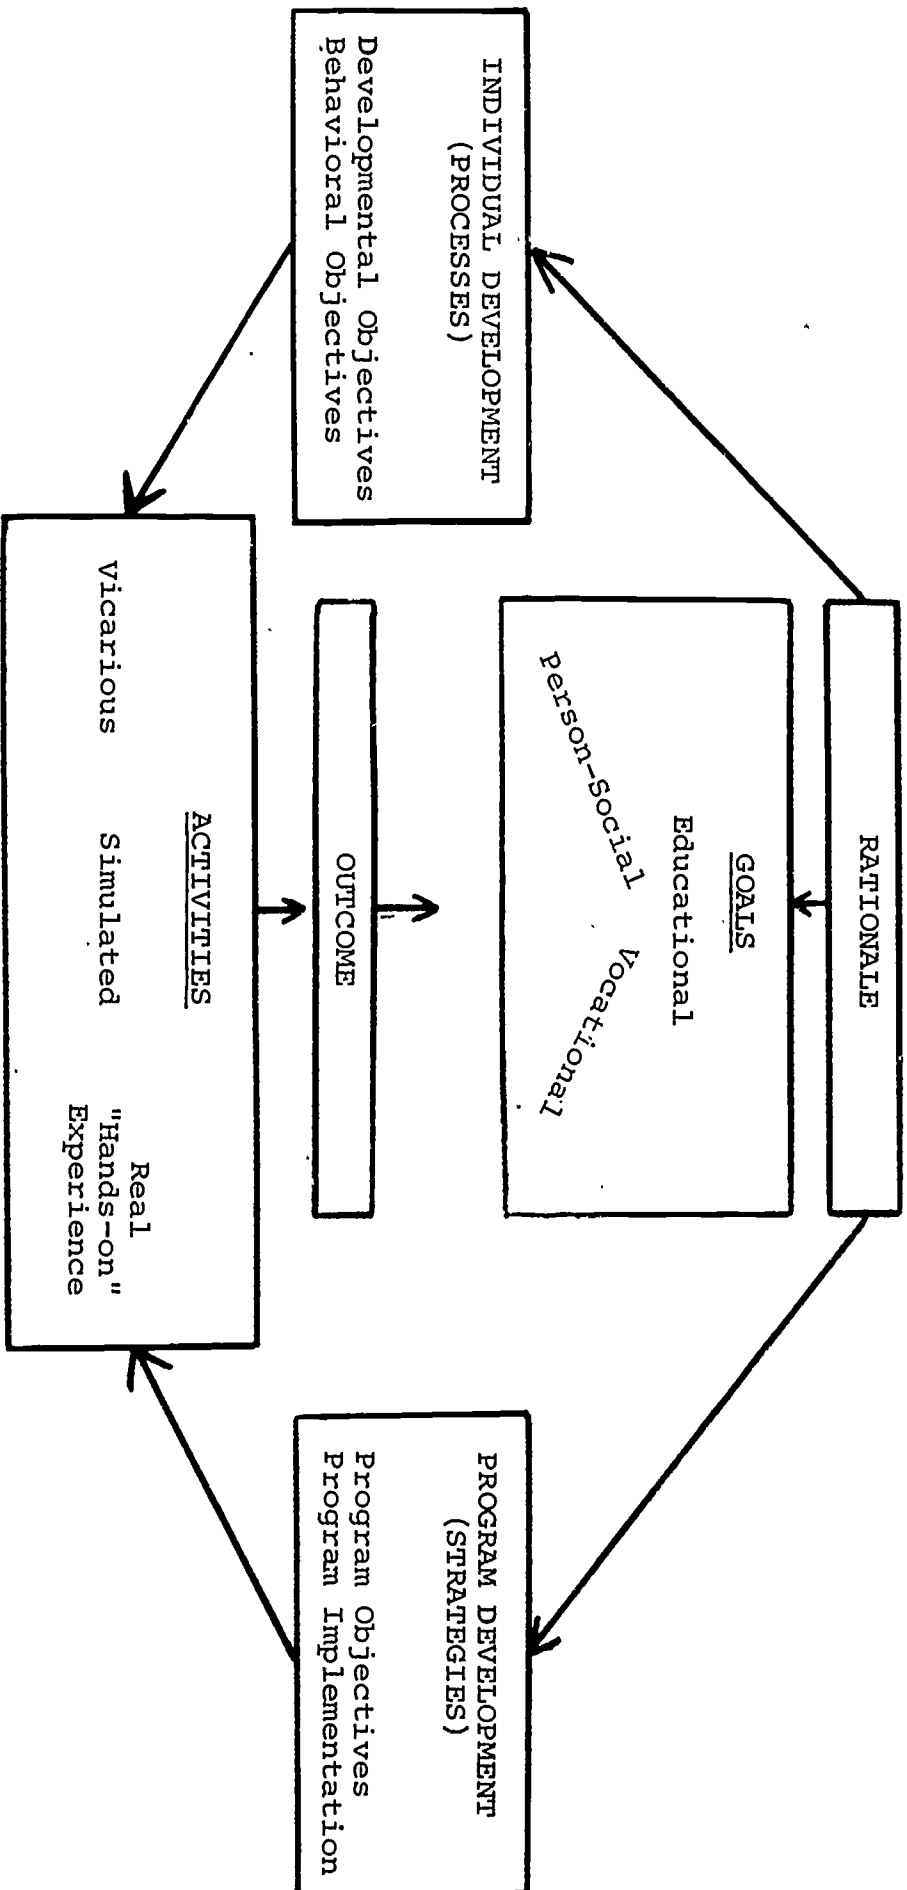 RATIONALE
GOALS
Educational
Person-Social
Vocational
INDIVIDUAL DEVELOPMENT
(PROCESSES)
Developmental Objectives
Behavioral Objectives
PROGRAM DEVELOPMENT
(STRATEGIES)
Program Objectives
Program Implementation
OUTCOME
ACTIVITIES
Vicarious
Simulated
Real
"Hands-on"
Experience